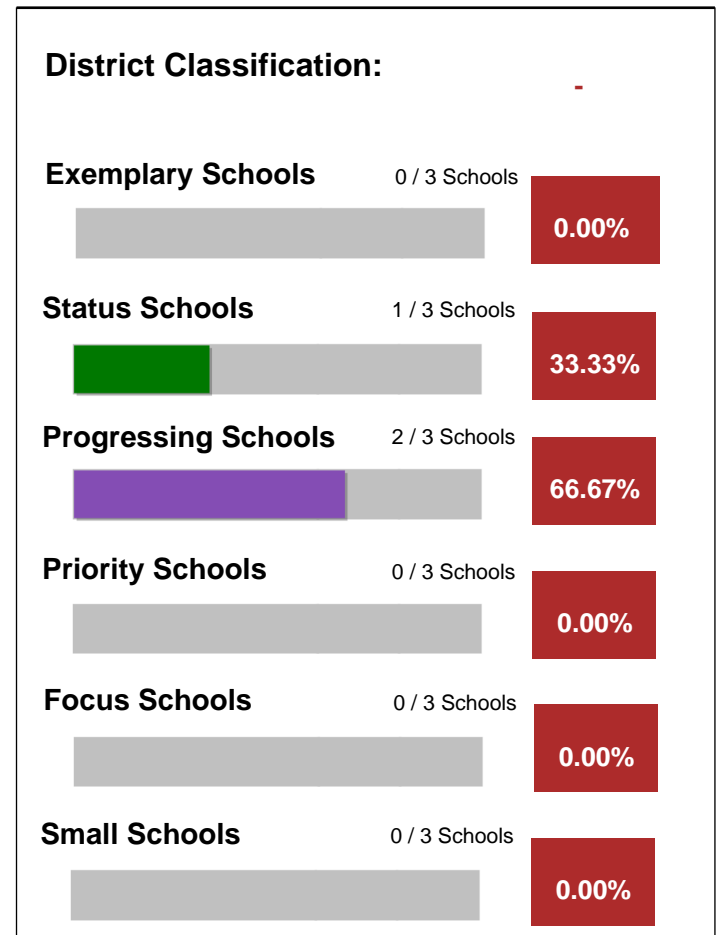 District Classification: -
Exemplary Schools 0 / 3 Schools
0.00%
Status Schools 1 / 3 Schools
33.33%
Progressing Schools 2 / 3 Schools
66.67%
Priority Schools 0 / 3 Schools
0.00%
Focus Schools 0 / 3 Schools
0.00%
Small Schools 0 / 3 Schools
0.00%